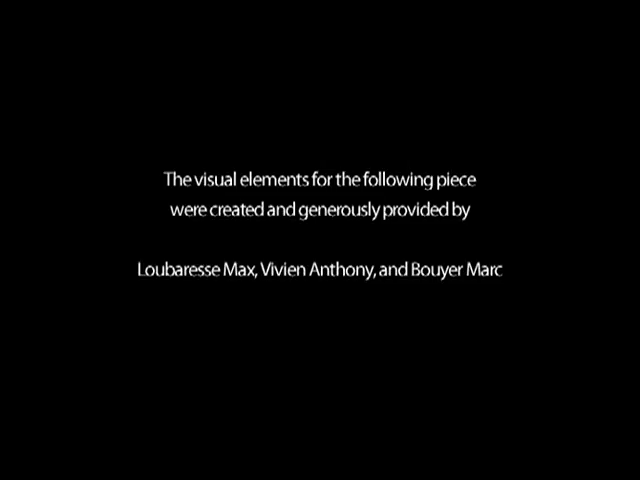 The visual elements for the following piece
were created and generously provided by
Loubaresse Max, Vivien Anthony, and Bouyer Marc